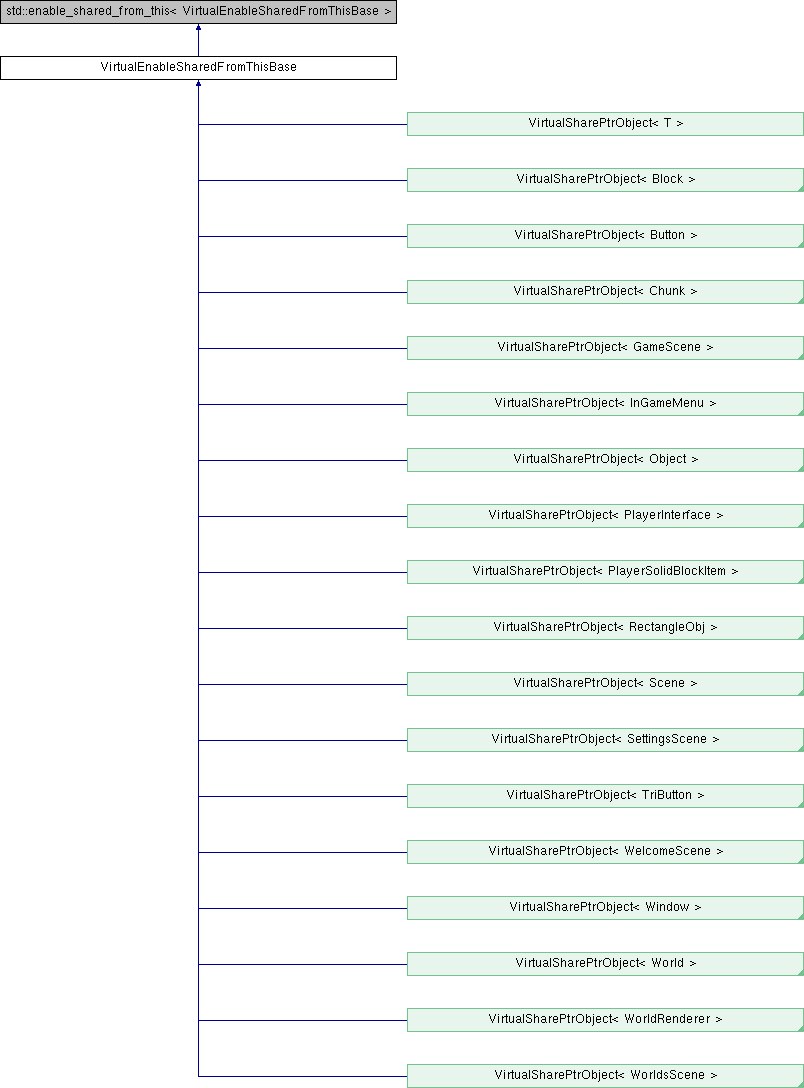 std::enable_shared_from_this< VirtualEnableSharedFromThisBase >
VirtualEnableSharedFromThisBase
VirtualSharePtrObject< T >
VirtualSharePtrObject< Block >
VirtualSharePtrObject< Button >
VirtualSharePtrObject< Chunk >
VirtualSharePtrObject< GameScene >
VirtualSharePtrObject< InGameMenu >
VirtualSharePtrObject< Object >
VirtualSharePtrObject< PlayerInterface >
VirtualSharePtrObject< PlayerSolidBlockItem >
VirtualSharePtrObject< RectangleObj >
VirtualSharePtrObject< Scene >
VirtualSharePtrObject< SettingsScene >
VirtualSharePtrObject< TriButton >
VirtualSharePtrObject< WelcomeScene >
VirtualSharePtrObject< Window >
VirtualSharePtrObject< World >
VirtualSharePtrObject< WorldRenderer >
VirtualSharePtrObject< WorldsScene >